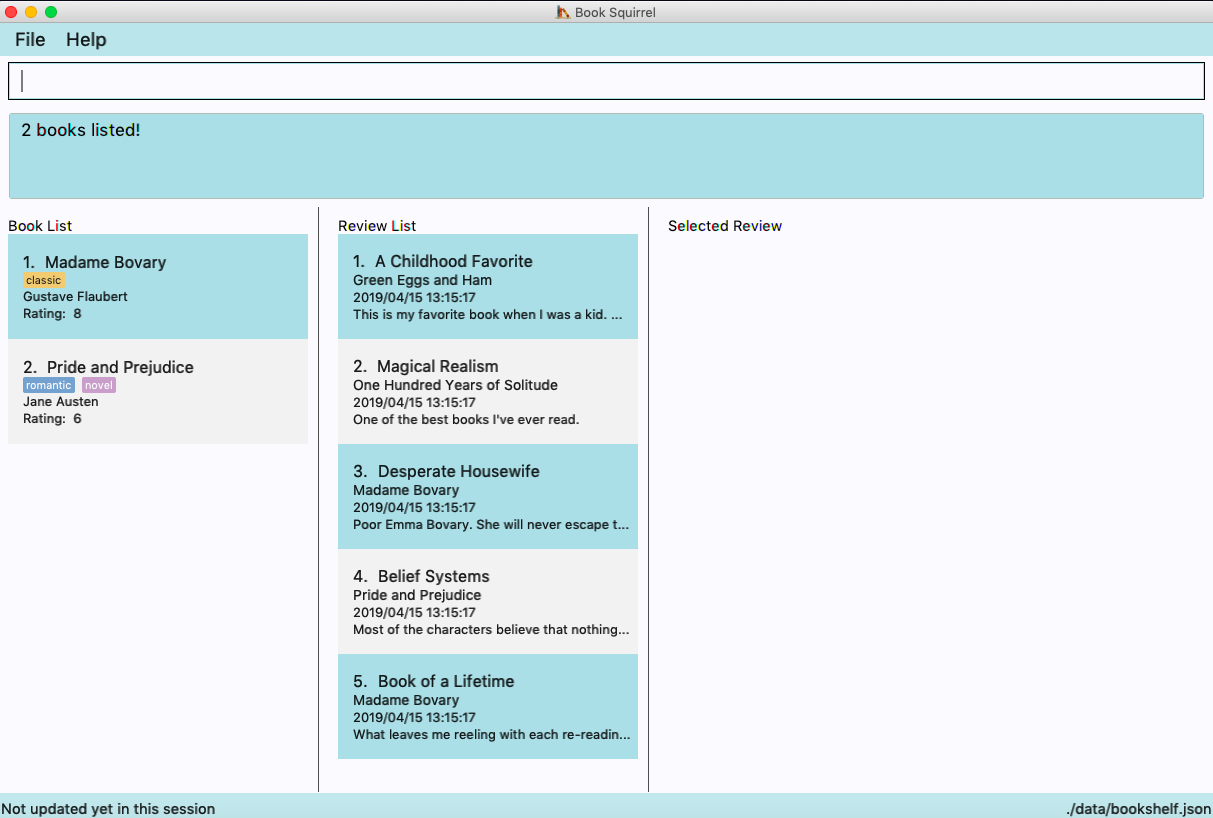 Book Squirrel
File Help
2 books listed!
Book List
1. Madame Bovary
classic
Gustave Flaubert
Rating: 8
2. Pride and Prejudice
romantic novel
Jane Austen
Rating: 6
Review List
1. A Childhood Favorite
Green Eggs and Ham
2019/04/15 13:15:17
This is my favorite book when I was a kid. ...
2. Magical Realism
One Hundred Years of Solitude
2019/04/15 13:15:17
One of the best books I've ever read.
3. Desperate Housewife
Madame Bovary
2019/04/15 13:15:17
Poor Emma Bovary. She will never escape t...
4. Belief Systems
Pride and Prejudice
2019/04/15 13:15:17
Most of the characters believe that nothing...
5. Book of a Lifetime
Madame Bovary
2019/04/15 13:15:17
What leaves me reeling with each re-readin...
Selected Review
Not updated yet in this session
./data/bookshelf.json